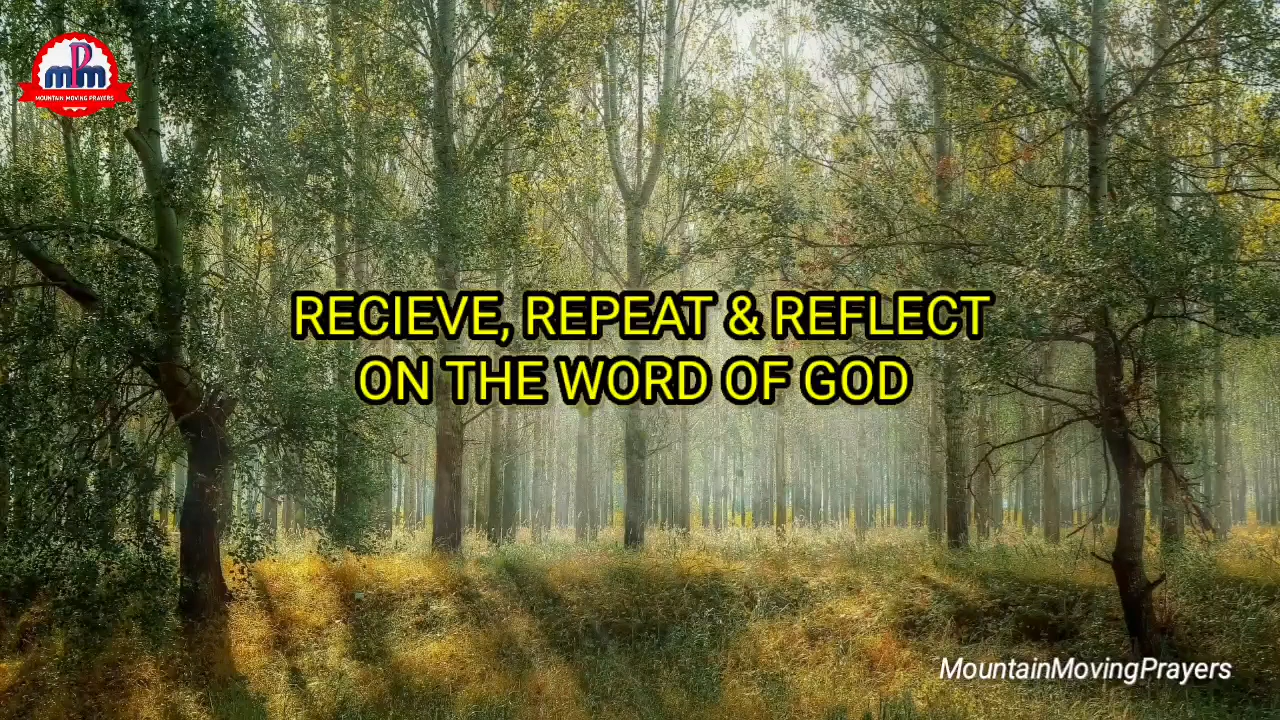 MPM
MOUNTAIN MOVING PRAYERS
RECIEVE, REPEAT & REFLECT
ON THE WORD OF GOD
MountainMovingPrayers